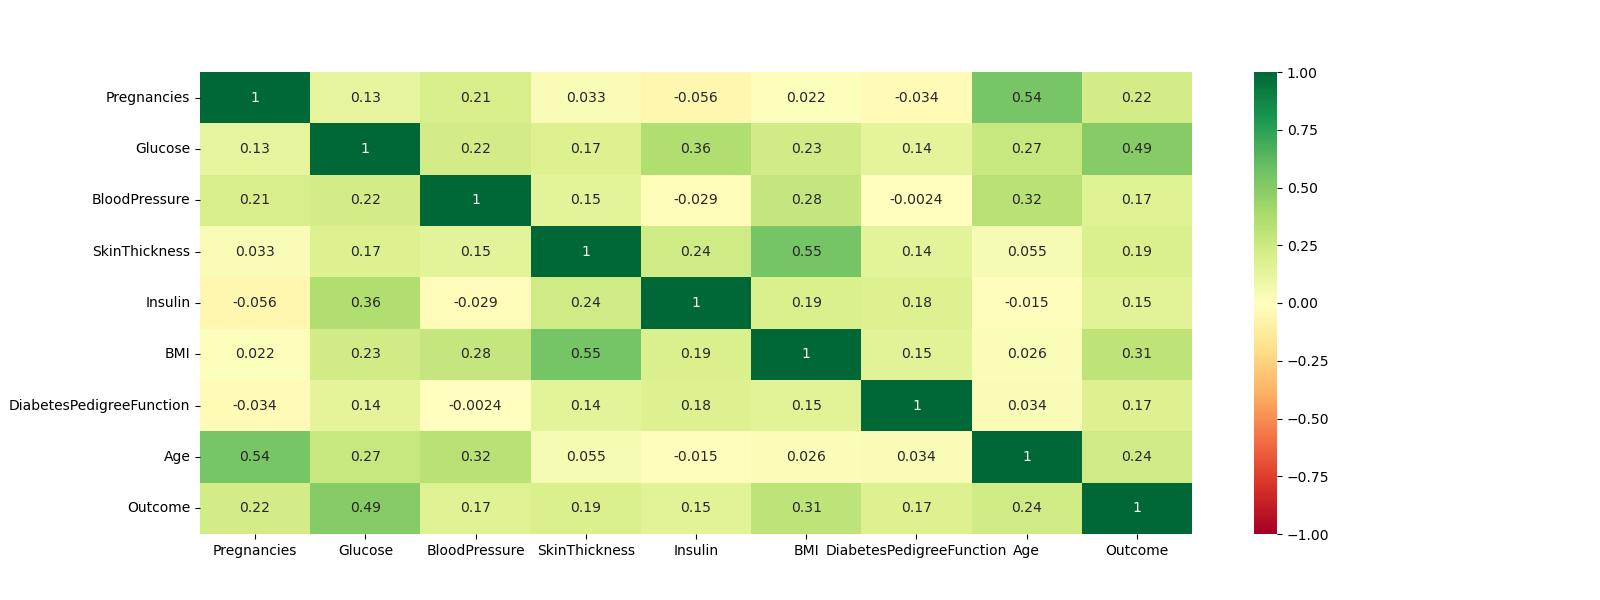 Pregnancies 1 0.13 0.21 0.033 -0.056 0.022 -0.034 0.54 0.22
Glucose 0.13 1 0.22 0.17 0.36 0.23 0.14 0.27 0.49
BloodPressure 0.21 0.22 1 0.15 -0.029 0.28 -0.0024 0.32 0.17
SkinThickness 0.033 0.17 0.15 1 0.24 0.55 0.14 0.055 0.19
Insulin -0.056 0.36 -0.029 0.24 1 0.19 0.18 -0.015 0.15
BMI 0.022 0.23 0.28 0.55 0.19 1 0.15 0.026 0.31
DiabetesPedigreeFunction -0.034 0.14 -0.0024 0.14 0.18 0.15 1 0.034 0.17
Age 0.54 0.27 0.32 0.055 -0.015 0.026 0.034 1 0.24
Outcome 0.22 0.49 0.17 0.19 0.15 0.31 0.17 0.24 1
Pregnancies Glucose BloodPressure SkinThickness Insulin BMI DiabetesPedigreeFunction Age Outcome
1.00
0.75
0.50
0.25
0.00
−0.25
−0.50
−0.75
−1.00